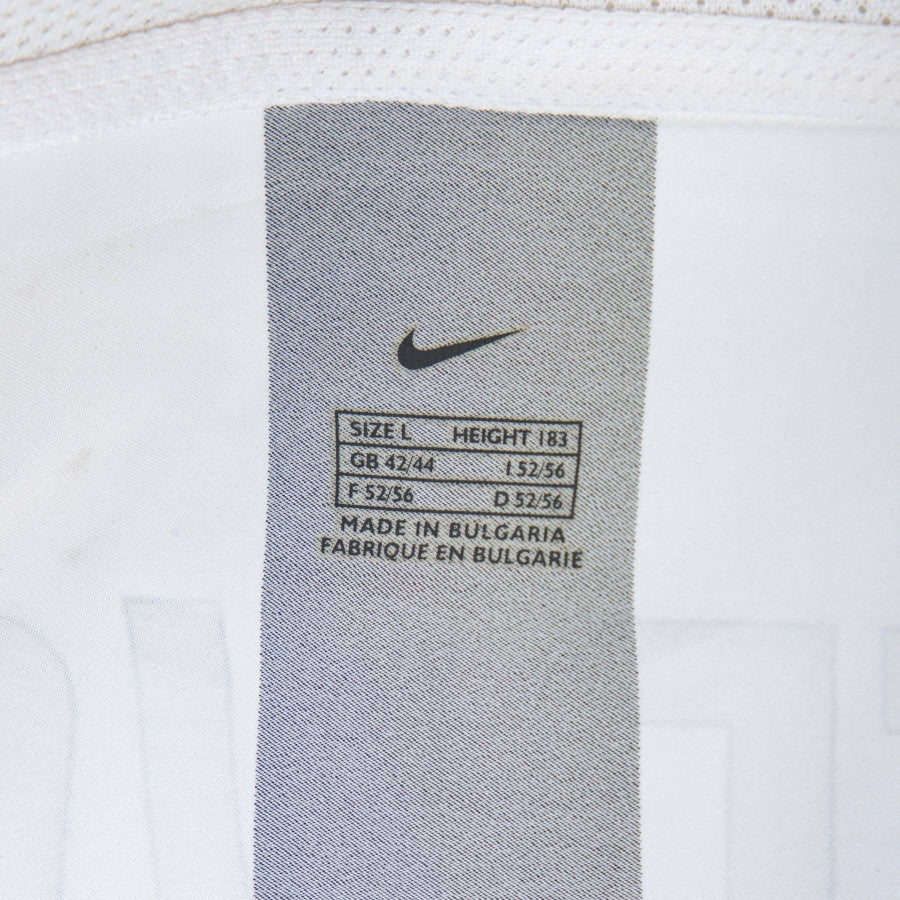 SIZE L HEIGHT 183
GB 42/44 I 52/56
F 52/56 D 52/56
MADE IN BULGARIA
FABRIQUE EN BULGARIE